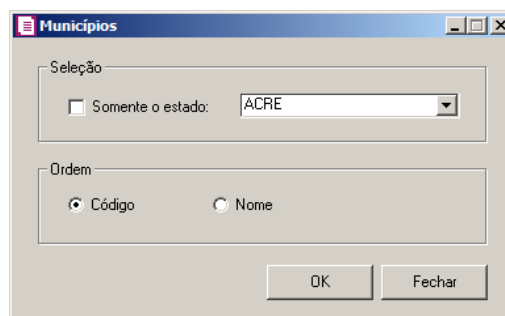 Municípios
Seleção
Somente o estado: ACRE
Ordem
Código Nome
OK Fechar